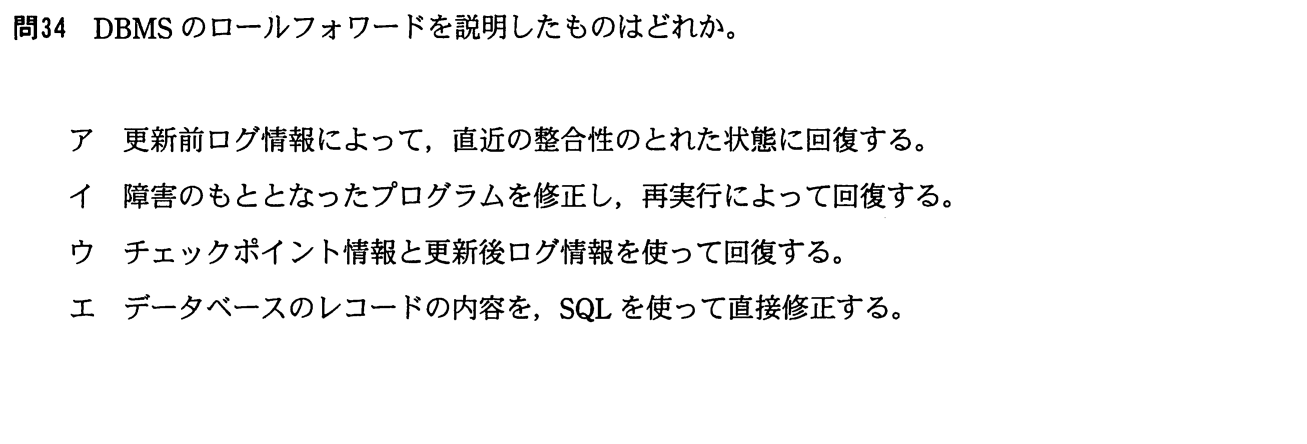 問34 DBMS のロールフォワードを説明したものはどれか。
ア 更新前ログ情報によって，直近の整合性のとれた状態に回復する。
イ 障害のもととなったプログラムを修正し，再実行によって回復する。
ウ チェックポイント情報と更新後ログ情報を使って回復する。
エ データベースのレコードの内容を，SQL を使って直接修正する。